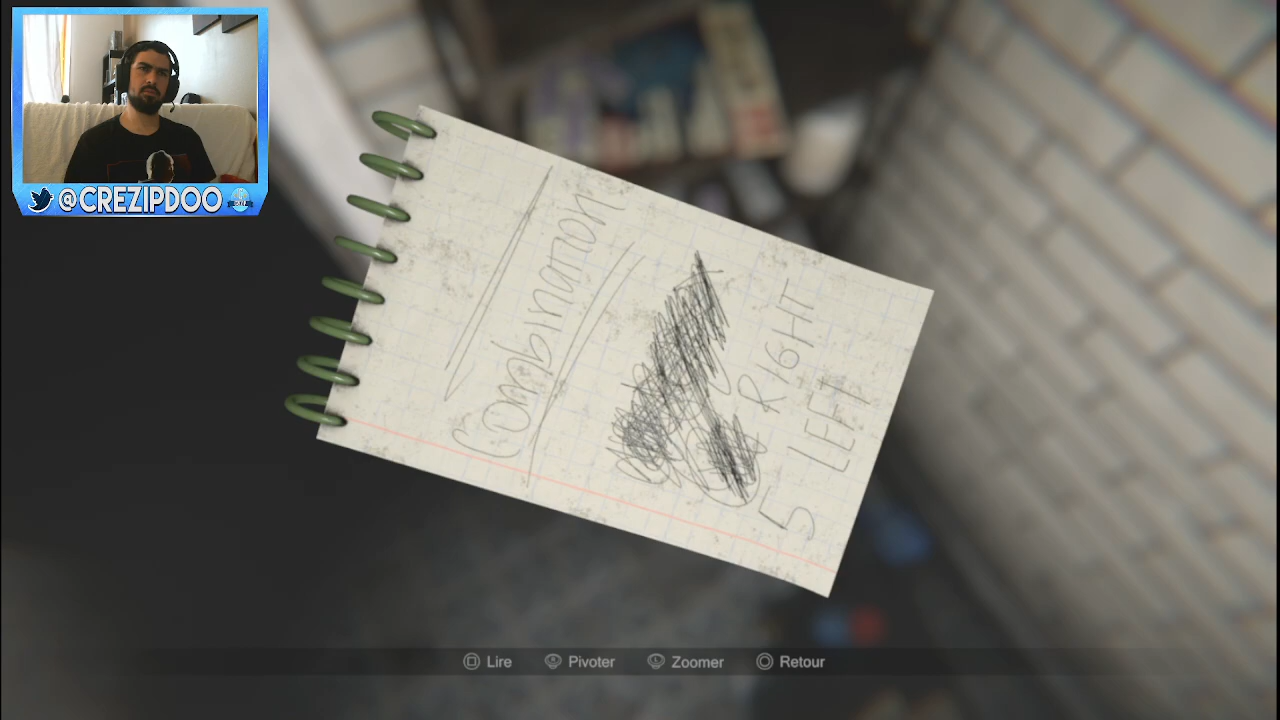 @CREZIPDOO
Combination
RIGHT
5 LEFT
Lire Pivoter Zoomer Retour